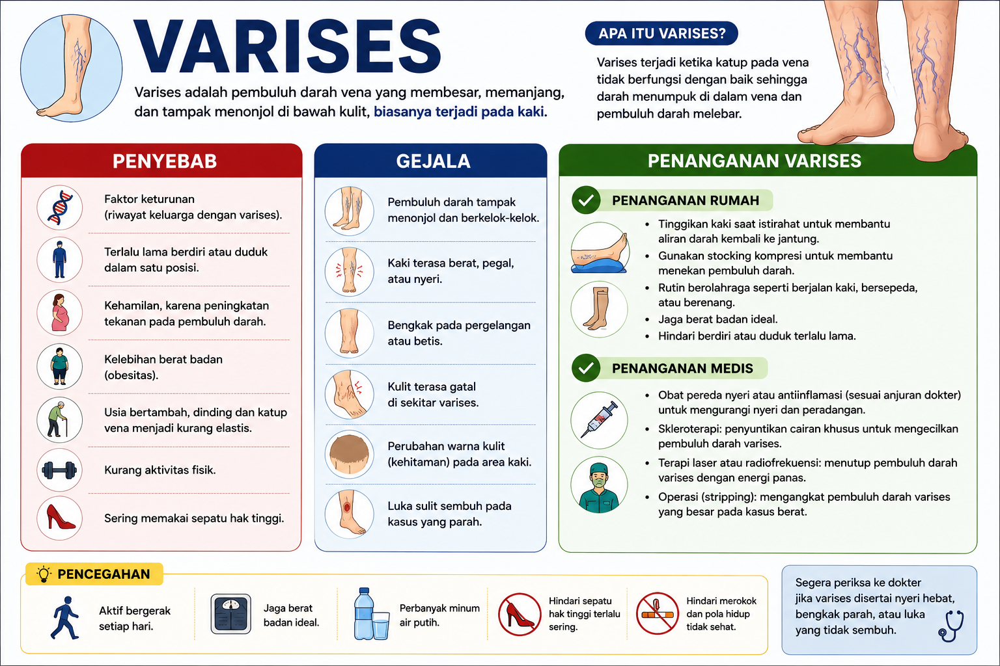 VARISES
Varises adalah pembuluh darah vena yang membesar, memanjang,
dan tampak menonjol di bawah kulit, biasanya terjadi pada kaki.
APA ITU VARISES?
Varises terjadi ketika katup pada vena
tidak berfungsi dengan baik sehingga
darah menumpuk di dalam vena dan
pembuluh darah melebar.
PENYEBAB
Faktor keturunan
(riwayat keluarga dengan varises).
Terlalu lama berdiri atau duduk
dalam satu posisi.
Kehamilan, karena peningkatan
tekanan pada pembuluh darah.
Kelebihan berat badan
(obesitas).
Usia bertambah, dinding dan katup
vena menjadi kurang elastis.
Kurang aktivitas fisik.
Sering memakai sepatu hak tinggi.
GEJALA
Pembuluh darah tampak
menonjol dan berkelok-kelok.
Kaki terasa berat, pegal,
atau nyeri.
Bengkak pada pergelangan
atau betis.
Kulit terasa gatal
di sekitar varises.
Perubahan warna kulit
(kehitaman) pada area kaki.
Luka sulit sembuh pada
kasus yang parah.
PENANGANAN VARISES
PENANGANAN RUMAH
• Tinggikan kaki saat istirahat untuk membantu
aliran darah kembali ke jantung.
• Gunakan stocking kompresi untuk membantu
menekan pembuluh darah.
• Rutin berolahraga seperti berjalan kaki, bersepeda,
atau berenang.
• Jaga berat badan ideal.
• Hindari berdiri atau duduk terlalu lama.
PENANGANAN MEDIS
• Obat pereda nyeri atau antiinflamasi (sesuai anjuran dokter)
untuk mengurangi nyeri dan peradangan.
• Skleroterapi: penyuntikan cairan khusus untuk mengecilkan
pembuluh darah varises.
• Terapi laser atau radiofrekuensi: menutup pembuluh darah
varises dengan energi panas.
• Operasi (stripping): mengangkat pembuluh darah varises
yang besar pada kasus berat.
PENCEGAHAN
Aktif bergerak
setiap hari.
Jaga berat
badan ideal.
Perbanyak minum
air putih.
Hindari sepatu
hak tinggi terlalu
sering.
Hindari merokok
dan pola hidup
tidak sehat.
Segera periksa ke dokter
jika varises disertai nyeri hebat,
bengkak parah, atau luka
yang tidak sembuh.